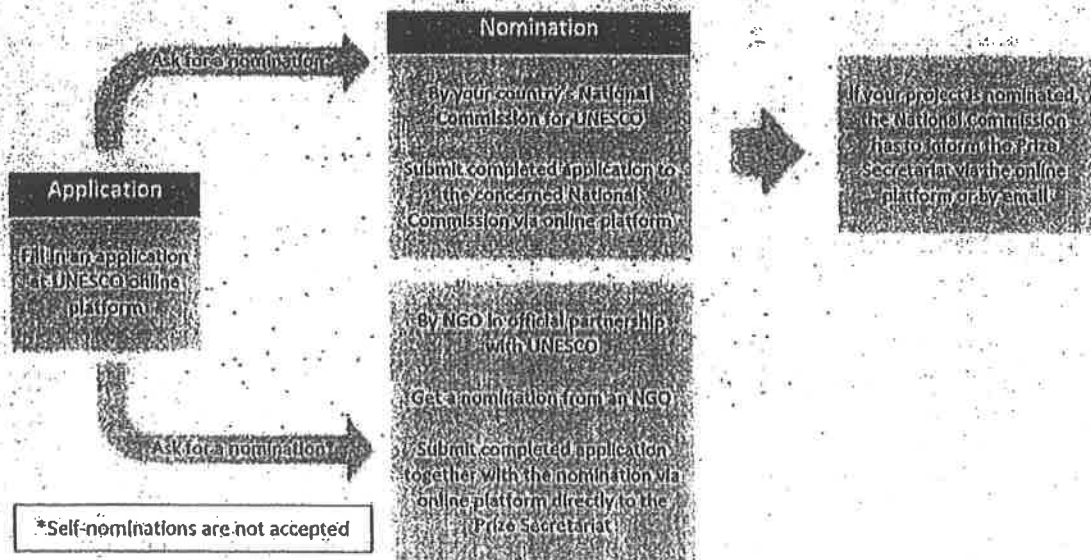 Application
Fill in an application
at UNESCO online
platform
Ask for a nomination*
Nomination
By your country's National
Commission for UNESCO
Submit completed application to
the concerned National
Commission via online platform
If your project is nominated,
the National Commission
has to inform the Prize
Secretariat via the online
platform or by email
Ask for a nomination*
By NGO in official partnership
with UNESCO
Get a nomination from an NGO
Submit completed application
together with the nomination via
online platform directly to the
Prize Secretariat
*Self-nominations are not accepted